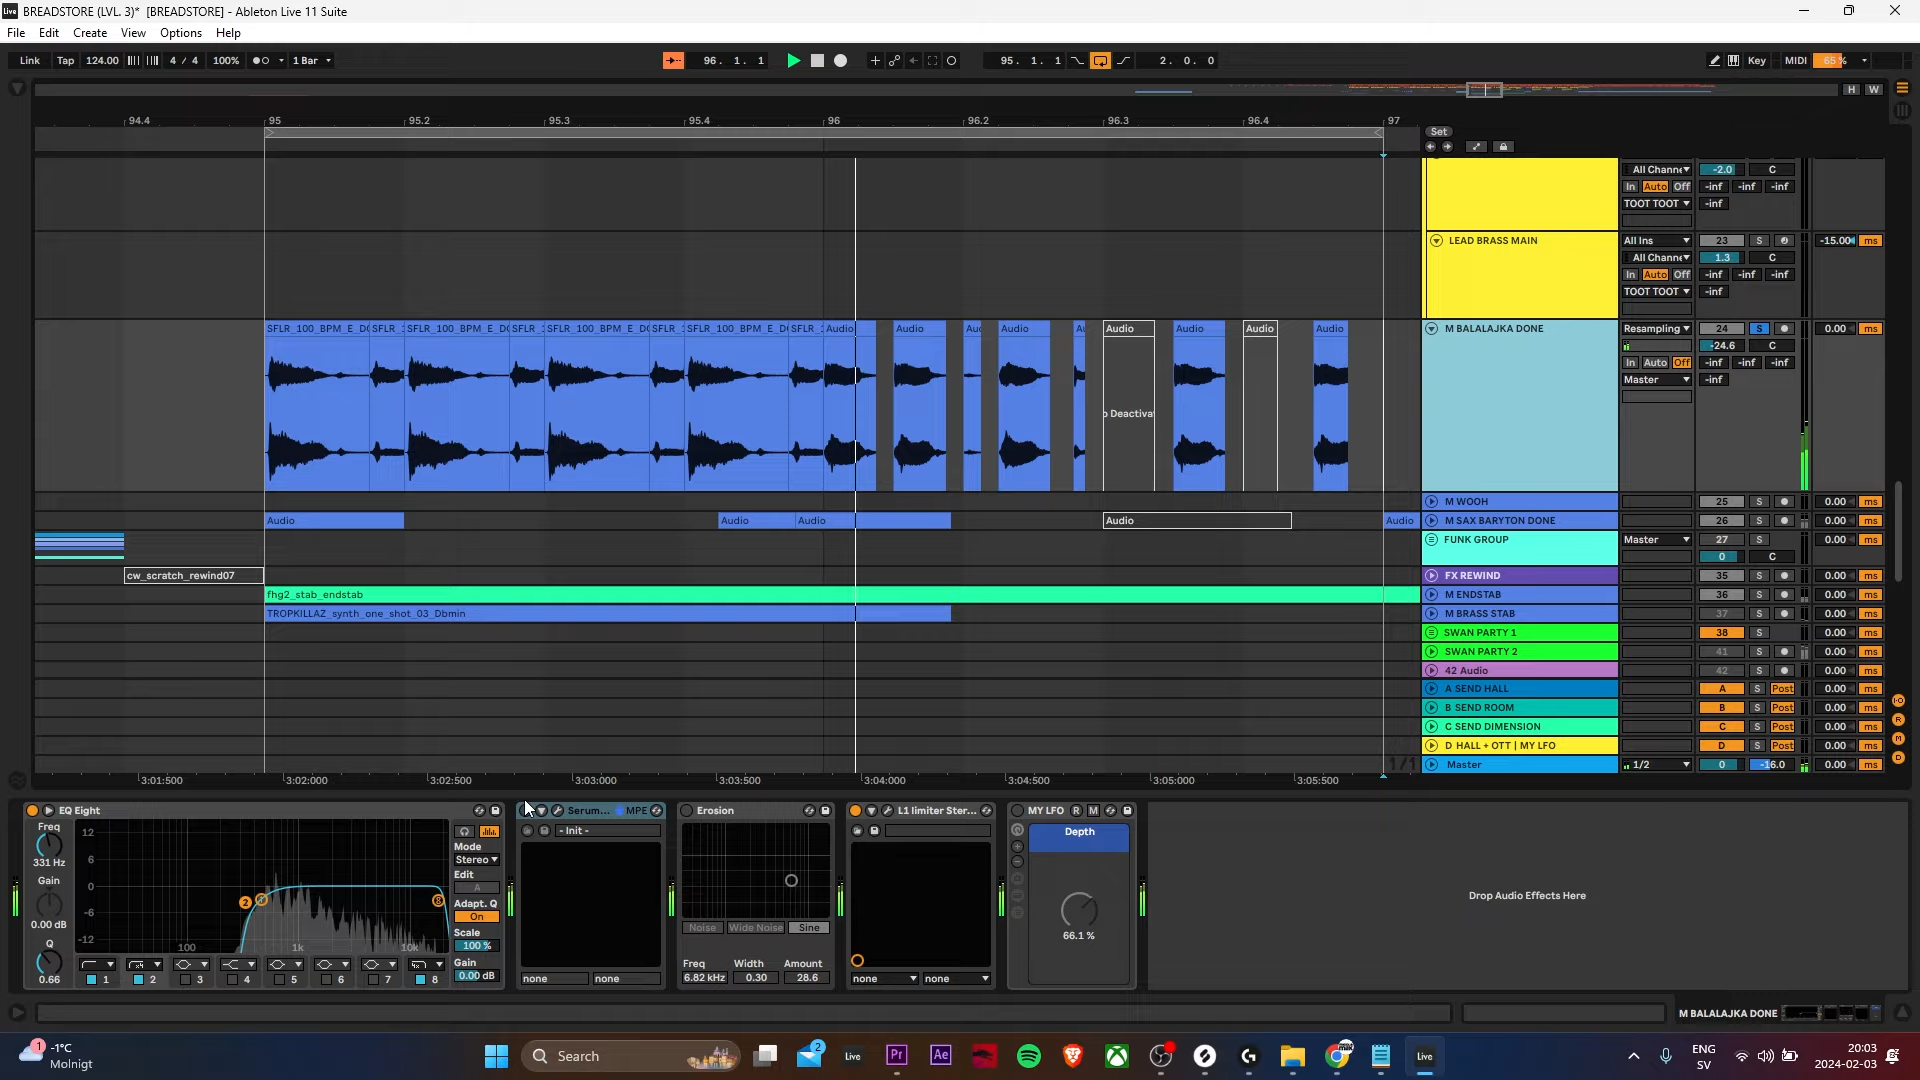 BREADSTORE (LVL. 3)* [BREADSTORE] - Ableton Live 11 Suite
File Edit Create View Options Help
Link Tap 124.00 4 / 4 100% 1 Bar 96. 1. 1 95. 1. 1 2. 0. 0 Key MIDI 65 %
H W
94.4 95 95.2 95.3 95.4 96 96.2 96.3 96.4 97
Set
All Channe -2.0 C
In Auto Off -inf -inf -inf
TOOT TOOT -inf
LEAD BRASS MAIN All Ins 23 S -15.00 ms
All Channe 1.3 C
In Auto Off -inf -inf -inf
TOOT TOOT -inf
SFLR_100_BPM_E_DO SFLR_1 SFLR_100_BPM_E_DO SFLR_1 SFLR_100_BPM_E_DO SFLR_1 SFLR_100_BPM_E_DO SFLR_1 Audio Audio Au Audio A Audio Audio Audio Audio
M BALALAJKA DONE Resampling 24 S 0.00 ms
-24.6 C
In Auto Off -inf -inf -inf
Master -inf
Deactiva
M WOOH 25 S 0.00 ms
Audio Audio Audio Audio Audio M SAX BARYTON DONE 26 S 0.00 ms
FUNK GROUP Master 27 S 0.00 ms
0 C
cw_scratch_rewind07 FX REWIND 35 S 0.00 ms
fhg2_stab_endstab M ENDSTAB 36 S 0.00 ms
TROPKILLAZ_synth_one_shot_03_Dbmin M BRASS STAB 37 S 0.00 ms
SWAN PARTY 1 38 S 0.00 ms
SWAN PARTY 2 41 S 0.00 ms
42 Audio 42 S 0.00 ms
A SEND HALL A S Post 0.00 ms
B SEND ROOM B S Post 0.00 ms
C SEND DIMENSION C S Post 0.00 ms
D HALL + OTT | MY LFO D S Post 0.00 ms
1/1 Master 1/2 0 -16.0 0.00 ms
3:01:500 3:02:000 3:02:500 3:03:000 3:03:500 3:04:000 3:04:500 3:05:000 3:05:500
EQ Eight
Freq
331 Hz
Gain
0.00 dB
Q
0.66
12
6
0
-6
-12
100 1k 10k
2 1 8
1 2 3 4 5 6 7 8
Mode
Stereo
Edit
A
Adapt. Q
On
Scale
100 %
Gain
0.00 dB
Serum... MPE
- Init -
none none
Erosion
Noise Wide Noise Sine
Freq Width Amount
6.82 kHz 0.30 28.6
L1 limiter Ster...
none none
MY LFO R M
Depth
66.1 %
Drop Audio Effects Here
M BALALAJKA DONE
1 -1°C
Molnigt
Search
2
Live Pr Ae
Live
ENG
SV
20:03
2024-02-03